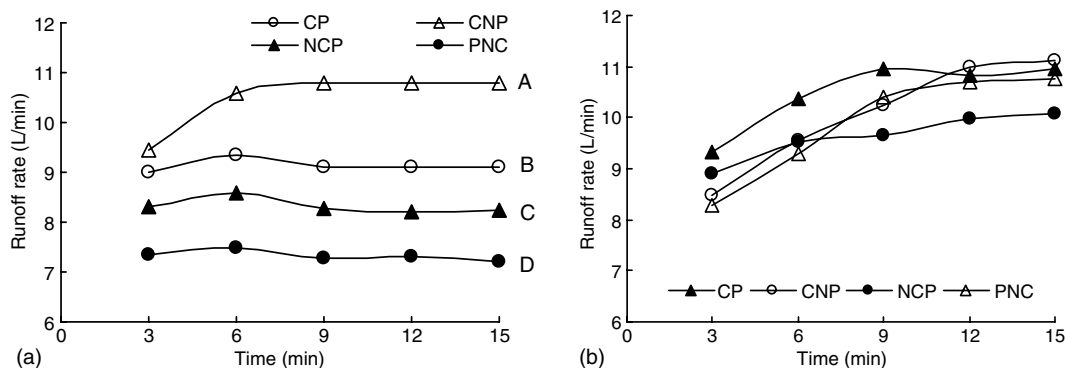 CP CNP
NCP PNC
12
11
10
9
8
7
6
0 3 6 9 12 15
Runoff rate (L/min)
Time (min)
A
B
C
D
(a)
12
11
10
9
8
7
6
0 3 6 9 12 15
Runoff rate (L/min)
CP CNP NCP PNC
Time (min)
(b)